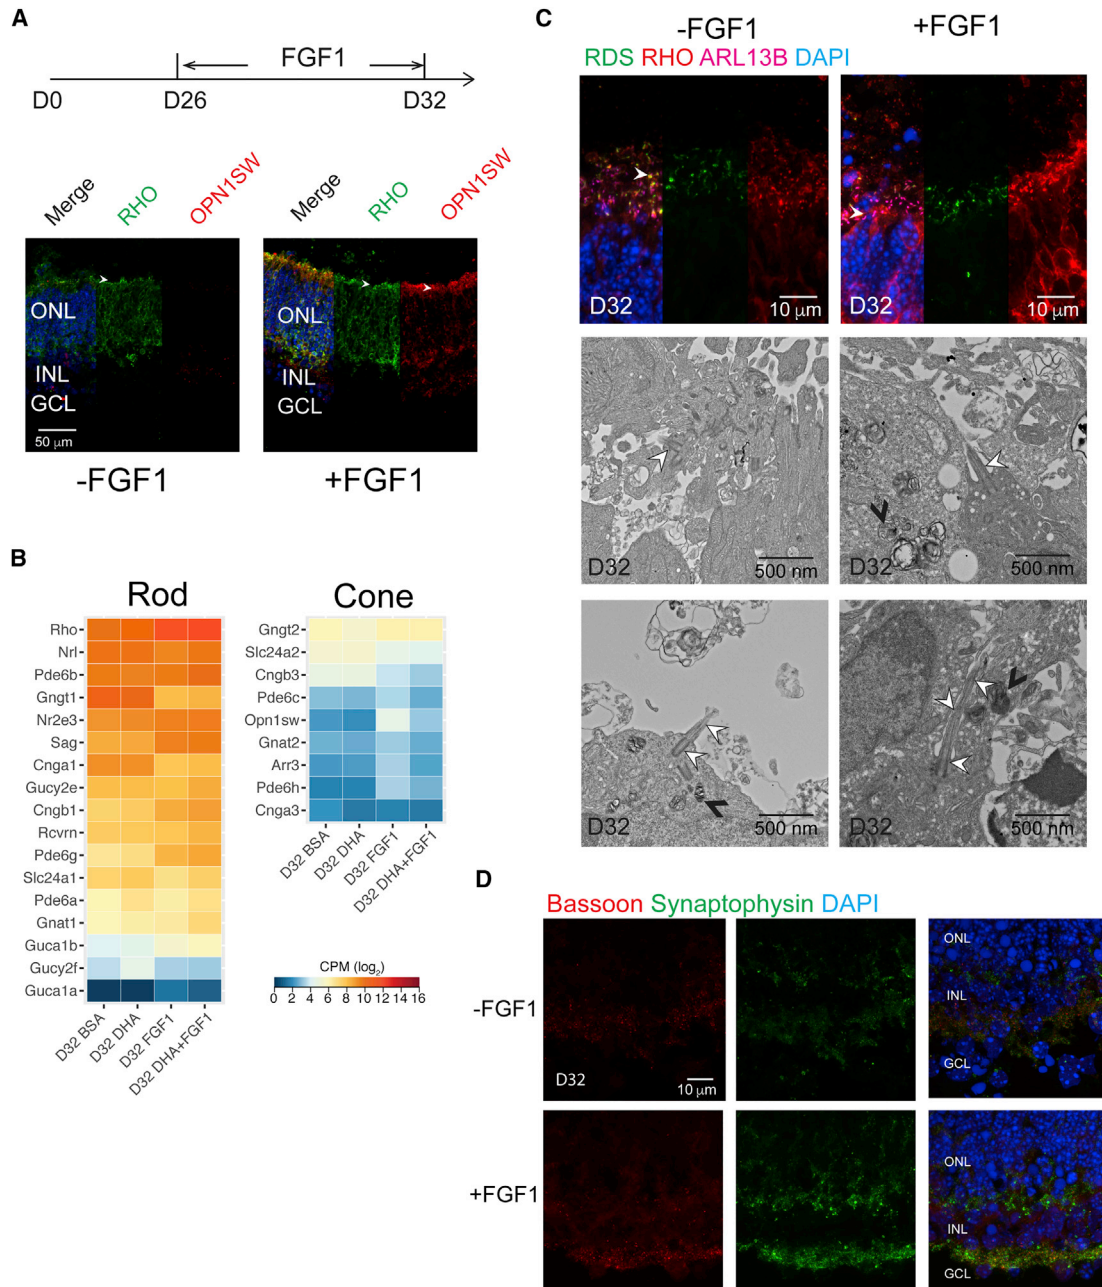 A
FGF1
D0 D26 D32
Merge RHO OPN1SW Merge RHO OPN1SW
ONL
INL
GCL
50 µm
ONL
INL
GCL
-FGF1 +FGF1
B
Rod
Rho
Nrl
Pde6b
Gngt1
Nr2e3
Sag
Cnga1
Gucy2e
Cngb1
Rcvrn
Pde6g
Slc24a1
Pde6a
Gnat1
Guca1b
Gucy2f
Guca1a
D32 BSA
D32 DHA
D32 FGF1
D32 DHA+FGF1
Cone
Gngt2
Slc24a2
Cngb3
Pde6c
Opn1sw
Gnat2
Arr3
Pde6h
Cnga3
D32 BSA
D32 DHA
D32 FGF1
D32 DHA+FGF1
CPM (log2)
0 2 4 6 8 10 12 14 16
C
-FGF1 +FGF1
RDS RHO ARL13B DAPI
D32 10 µm
D32 10 µm
D32 500 nm
D32 500 nm
D32 500 nm
D32 500 nm
D
Bassoon Synaptophysin DAPI
-FGF1
D32 10 µm
ONL
INL
GCL
+FGF1
ONL
INL
GCL